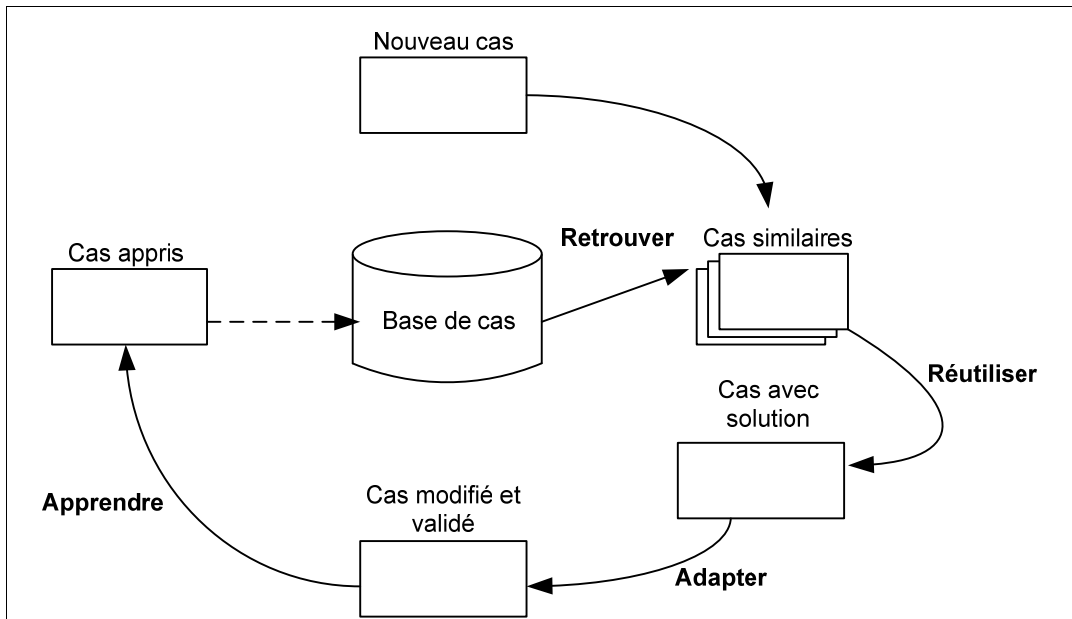 Nouveau cas
Retrouver
Cas similaires
Cas appris
Base de cas
Réutiliser
Cas avec
solution
Apprendre
Cas modifié et
validé
Adapter